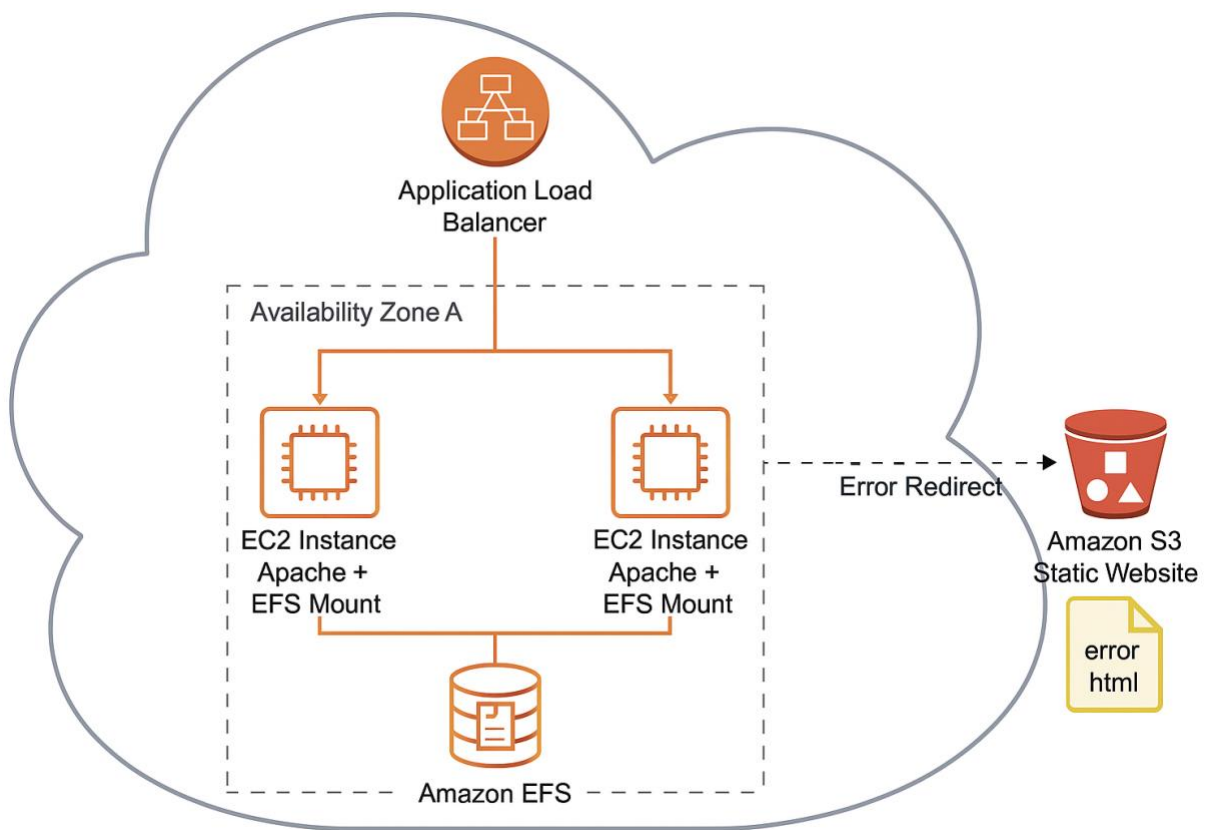 Application Load
Balancer
Availability Zone A
EC2 Instance
Apache +
EFS Mount
EC2 Instance
Apache +
EFS Mount
Amazon EFS
Error Redirect
Amazon S3
Static Website
error
html